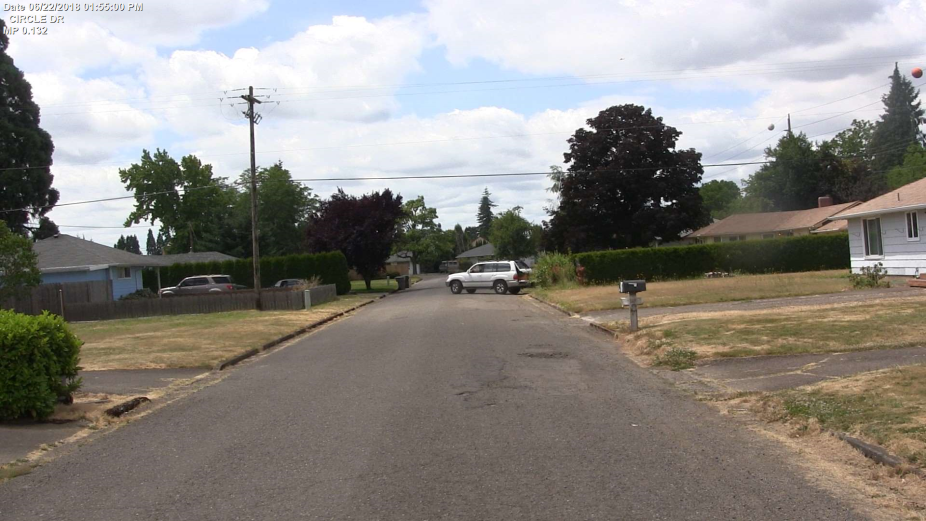 Date 06/22/2018 01:55:00 PM
CIRCLE DR
MP 0.132